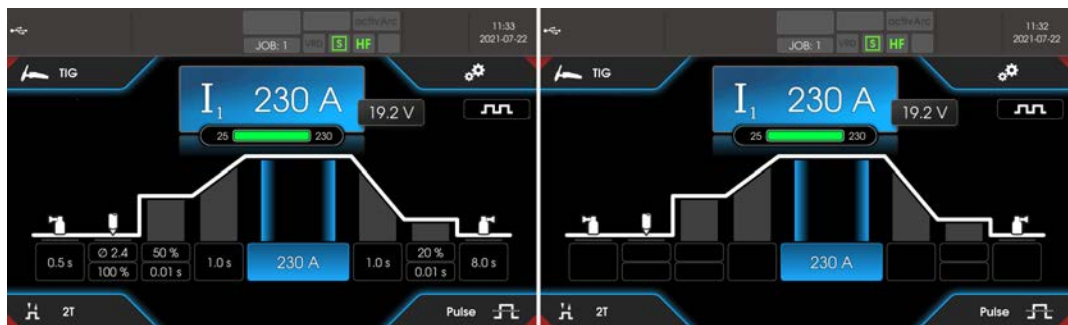 activArc
11:33
JOB: 1 VRD S HF
2021-07-22
TIG
I1 230 A
19.2 V
25 230
0.5 s
Ø 2.4
100 %
50 %
0.01 s
1.0 s
230 A
1.0 s
20 %
0.01 s
8.0 s
2T
Pulse
activArc
11:32
JOB: 1 VRD S HF
2021-07-22
TIG
I1 230 A
19.2 V
25 230
230 A
2T
Pulse